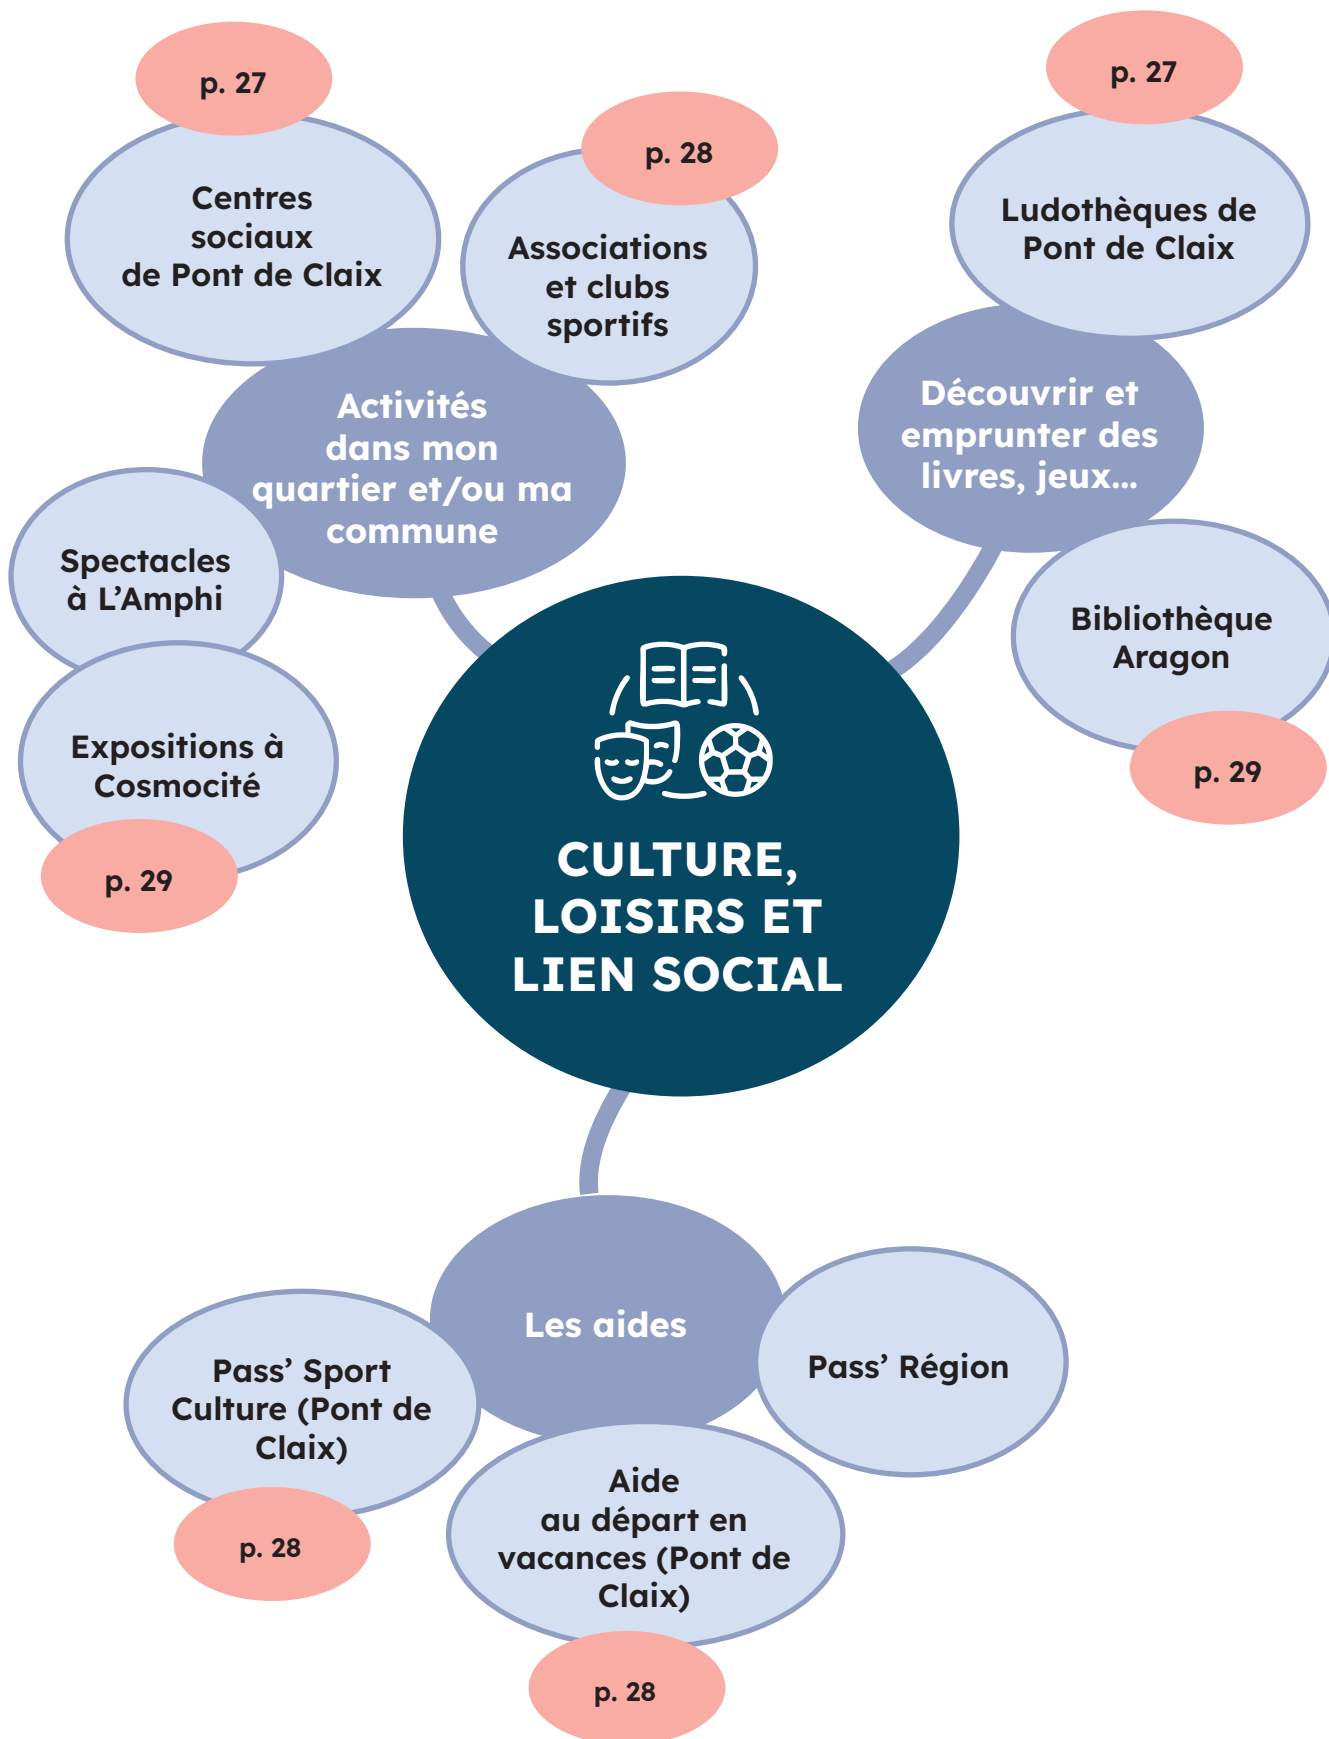 p. 27
Centres
sociaux
de Pont de Claix
p. 28
Associations
et clubs
sportifs
Activités
dans mon
quartier et/ou ma
commune
Spectacles
à L’Amphi
Expositions à
Cosmocité
p. 29
p. 27
Ludothèques de
Pont de Claix
Découvrir et
emprunter des
livres, jeux...
Bibliothèque
Aragon
p. 29
CULTURE,
LOISIRS ET
LIEN SOCIAL
Les aides
Pass’ Sport
Culture (Pont de
Claix)
p. 28
Aide
au départ en
vacances (Pont de
Claix)
p. 28
Pass’ Région